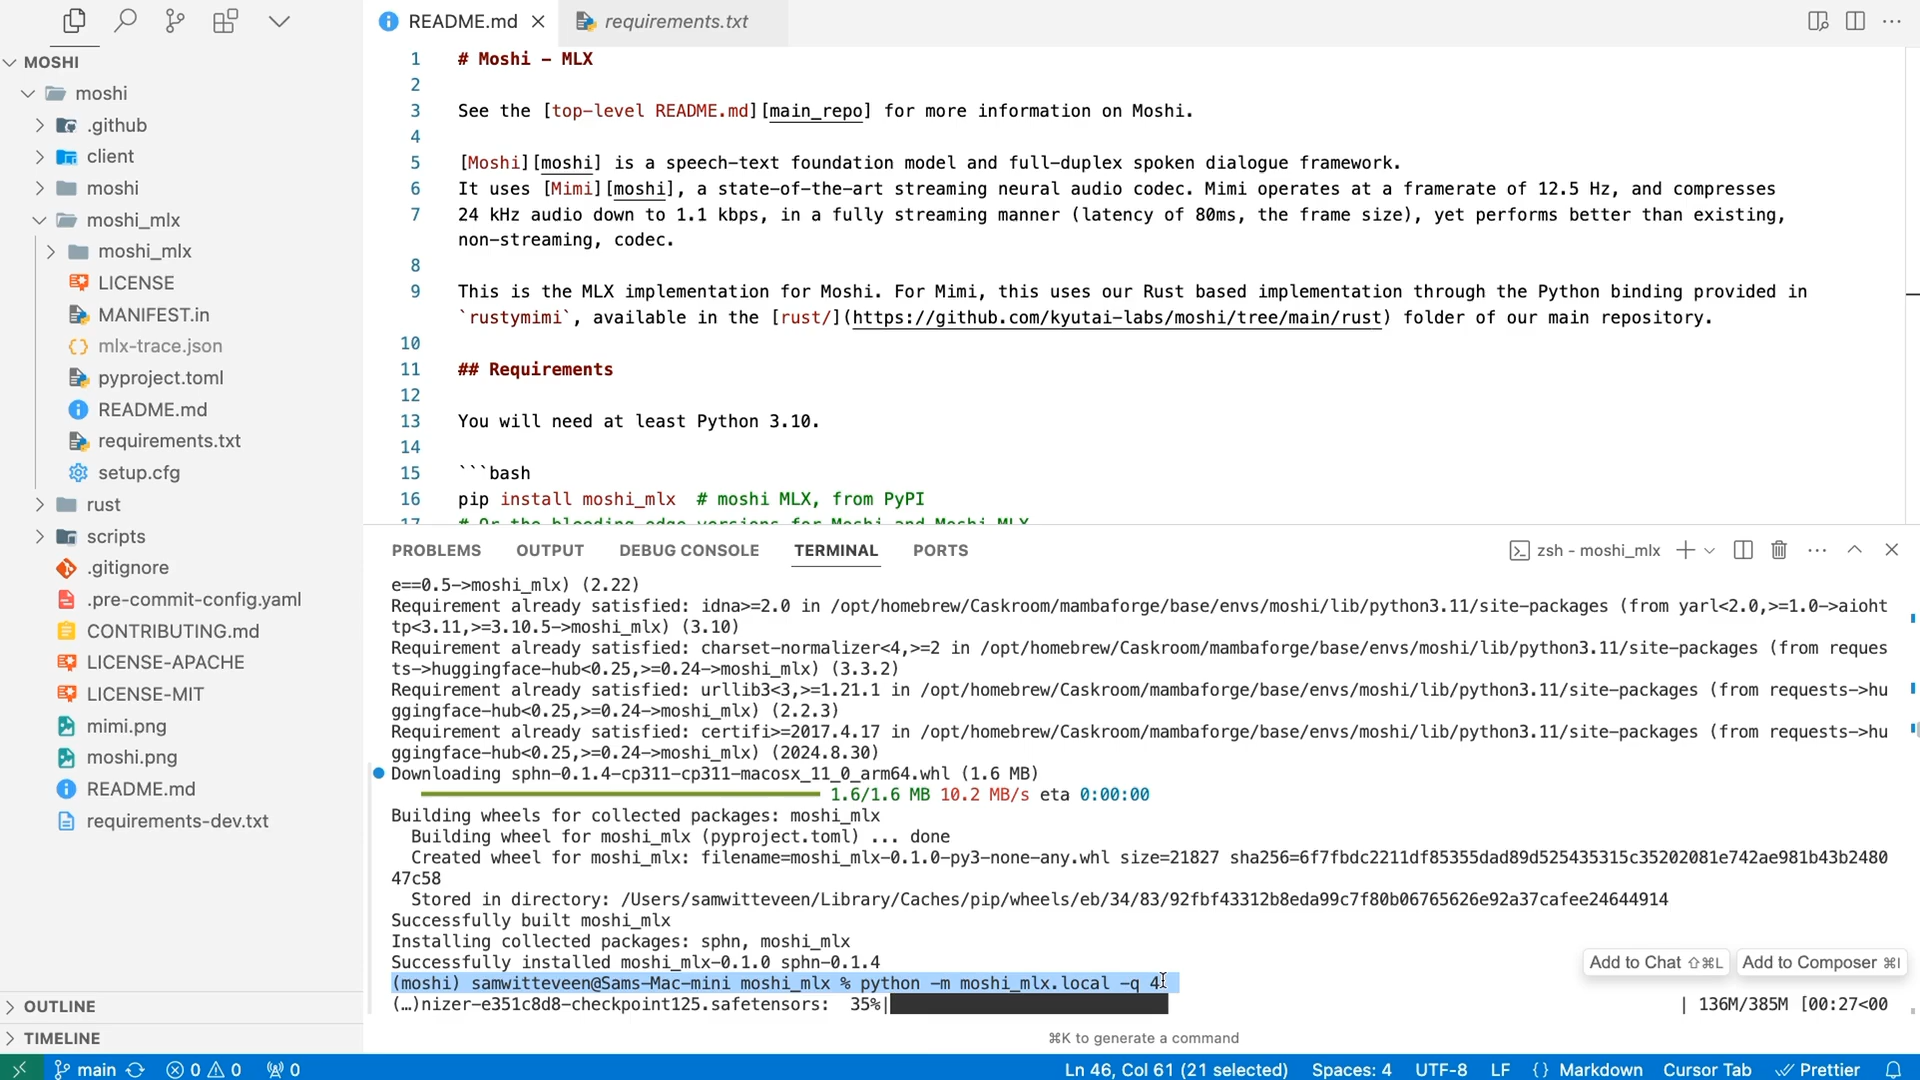 README.md
requirements.txt
MOSHI
moshi
.github
client
moshi
moshi_mlx
moshi_mlx
LICENSE
MANIFEST.in
mlx-trace.json
pyproject.toml
README.md
requirements.txt
setup.cfg
rust
scripts
.gitignore
.pre-commit-config.yaml
CONTRIBUTING.md
LICENSE-APACHE
LICENSE-MIT
mimi.png
moshi.png
README.md
requirements-dev.txt
OUTLINE
TIMELINE
1 # Moshi - MLX
2
3 See the [top-level README.md][main_repo] for more information on Moshi.
4
5 [Moshi][moshi] is a speech-text foundation model and full-duplex spoken dialogue framework.
6 It uses [Mimi][moshi], a state-of-the-art streaming neural audio codec. Mimi operates at a framerate of 12.5 Hz, and compresses
7 24 kHz audio down to 1.1 kbps, in a fully streaming manner (latency of 80ms, the frame size), yet performs better than existing,
non-streaming, codec.
8
9 This is the MLX implementation for Moshi. For Mimi, this uses our Rust based implementation through the Python binding provided in
`rustymimi`, available in the [rust/](https://github.com/kyutai-labs/moshi/tree/main/rust) folder of our main repository.
10
11 ## Requirements
12
13 You will need at least Python 3.10.
14
15 ```bash
16 pip install moshi_mlx # moshi MLX, from PyPI
17 # Or the bleeding edge versions for Moshi and Moshi-MLX
PROBLEMS OUTPUT DEBUG CONSOLE TERMINAL PORTS
zsh - moshi_mlx
e==0.5->moshi_mlx) (2.22)
Requirement already satisfied: idna>=2.0 in /opt/homebrew/Caskroom/mambaforge/base/envs/moshi/lib/python3.11/site-packages (from yarl<2.0,>=1.0->aioht
tp<3.11,>=3.10.5->moshi_mlx) (3.10)
Requirement already satisfied: charset-normalizer<4,>=2 in /opt/homebrew/Caskroom/mambaforge/base/envs/moshi/lib/python3.11/site-packages (from reques
ts->huggingface-hub<0.25,>=0.24->moshi_mlx) (3.3.2)
Requirement already satisfied: urllib3<3,>=1.21.1 in /opt/homebrew/Caskroom/mambaforge/base/envs/moshi/lib/python3.11/site-packages (from requests->hu
ggingface-hub<0.25,>=0.24->moshi_mlx) (2.2.3)
Requirement already satisfied: certifi>=2017.4.17 in /opt/homebrew/Caskroom/mambaforge/base/envs/moshi/lib/python3.11/site-packages (from requests->hu
ggingface-hub<0.25,>=0.24->moshi_mlx) (2024.8.30)
Downloading sphn-0.1.4-cp311-cp311-macosx_11_0_arm64.whl (1.6 MB)
1.6/1.6 MB 10.2 MB/s eta 0:00:00
Building wheels for collected packages: moshi_mlx
Building wheel for moshi_mlx (pyproject.toml) ... done
Created wheel for moshi_mlx: filename=moshi_mlx-0.1.0-py3-none-any.whl size=21827 sha256=6f7fbdc2211df85355dad89d525435315c35202081e742ae981b43b2480
47c58
Stored in directory: /Users/samwitteveen/Library/Caches/pip/wheels/eb/34/83/92fbf43312b8eda99c7f80b06765626e92a37cafee24644914
Successfully built moshi_mlx
Installing collected packages: sphn, moshi_mlx
Successfully installed moshi_mlx-0.1.0 sphn-0.1.4
(moshi) samwitteveen@Sams-Mac-mini moshi_mlx % python -m moshi_mlx.local -q 4
(…)nizer-e351c8d8-checkpoint125.safetensors: 35%| | 136M/385M [00:27<00
Add to Chat ⇧⌘L Add to Composer ⌘I
⌘K to generate a command
main 0 0 0 Ln 46, Col 61 (21 selected) Spaces: 4 UTF-8 LF {} Markdown Cursor Tab Prettier